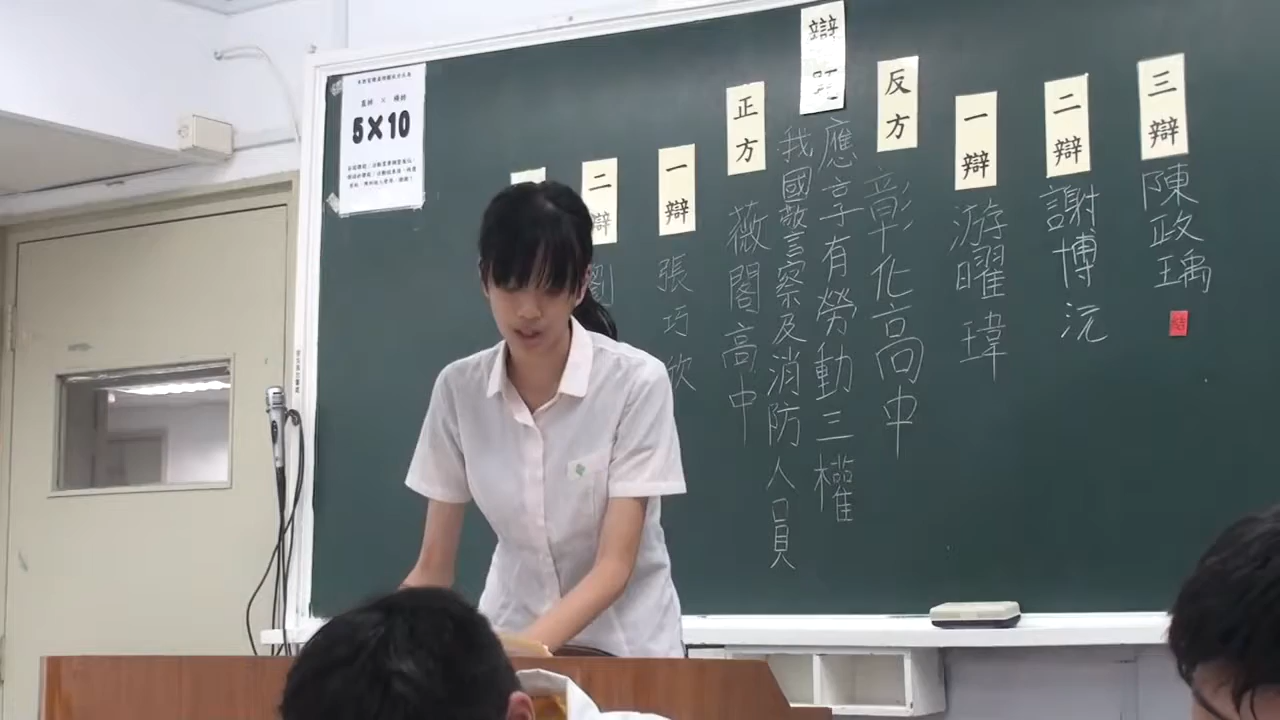 5×10
辯題
我國警察及消防人員
應享有勞動三權
正方
薇閣高中
一辯
張巧欣
二辯
劉
反方
彰化高中
一辯
游曜瑋
二辯
謝博沅
三辯
陳政瑀
結